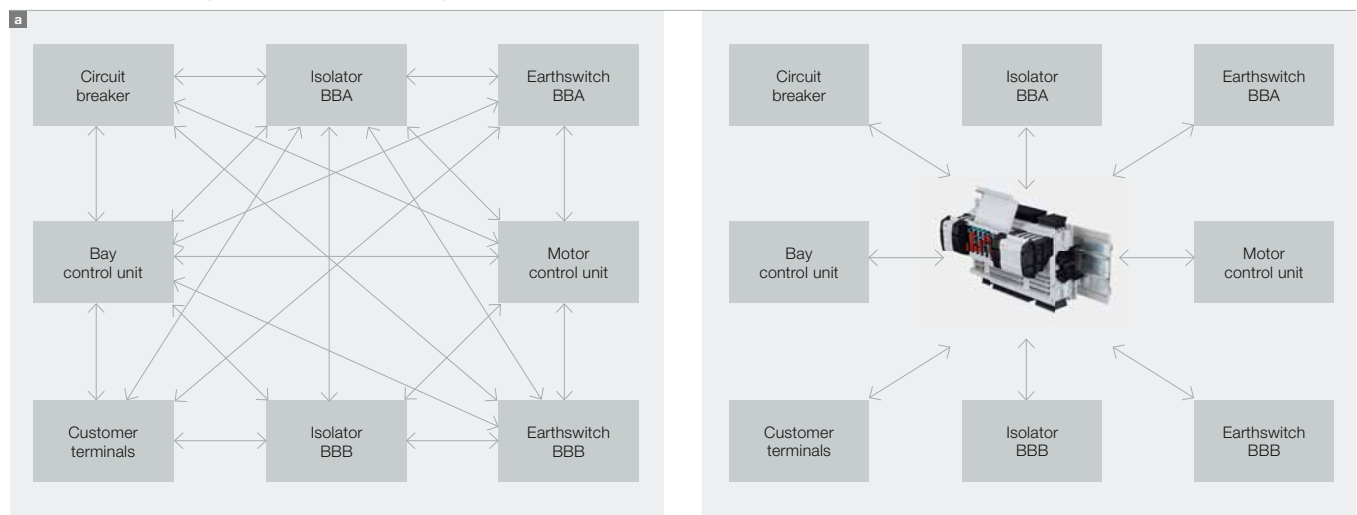 a
Circuit
breaker
Isolator
BBA
Earthswitch
BBA
Bay
control unit
Motor
control unit
Customer
terminals
Isolator
BBB
Earthswitch
BBB
Circuit
breaker
Isolator
BBA
Earthswitch
BBA
Bay
control unit
Motor
control unit
Customer
terminals
Isolator
BBB
Earthswitch
BBB